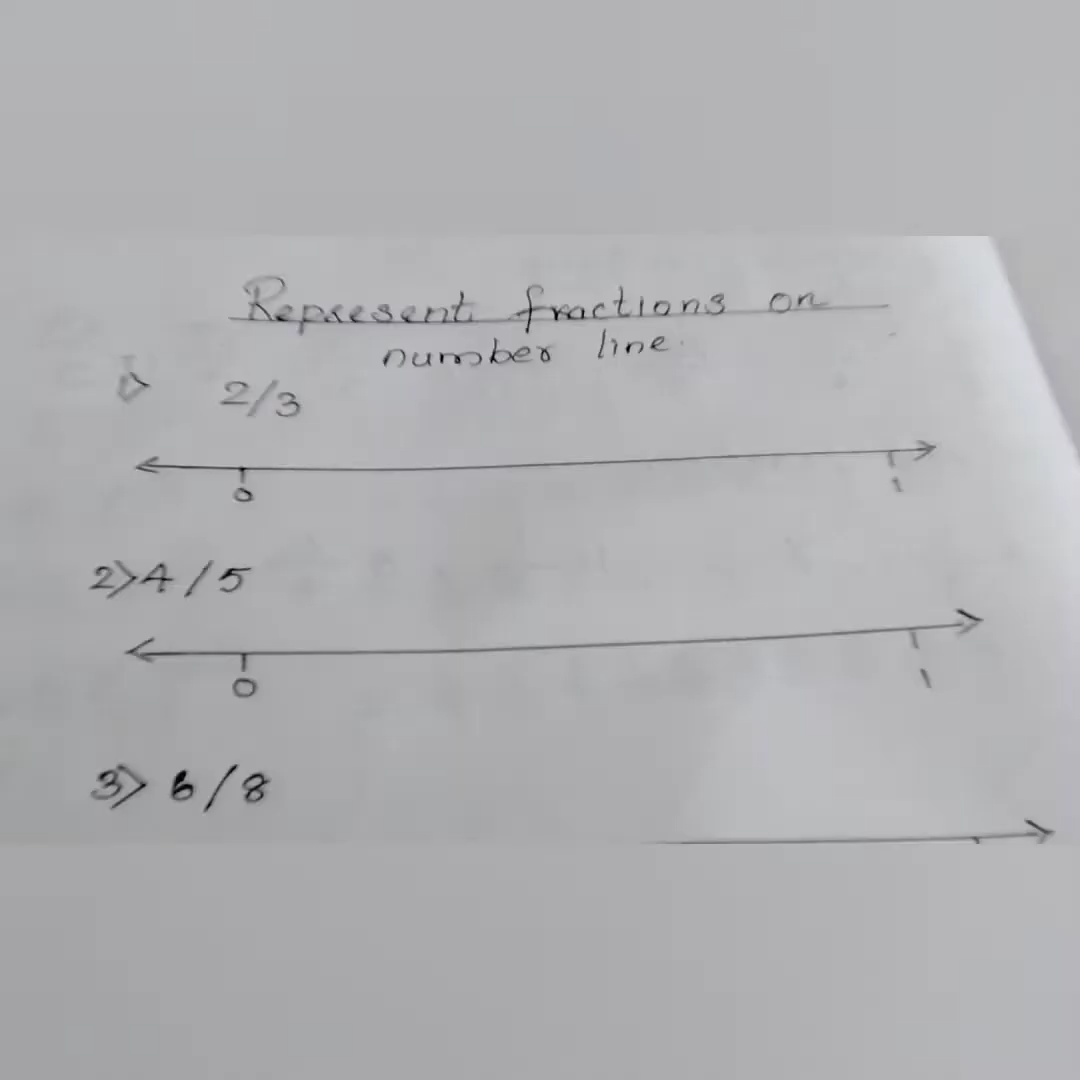 Represent fractions on
number line.
1> 2/3
0 1
2> 4/5
0 1
3> 6/8